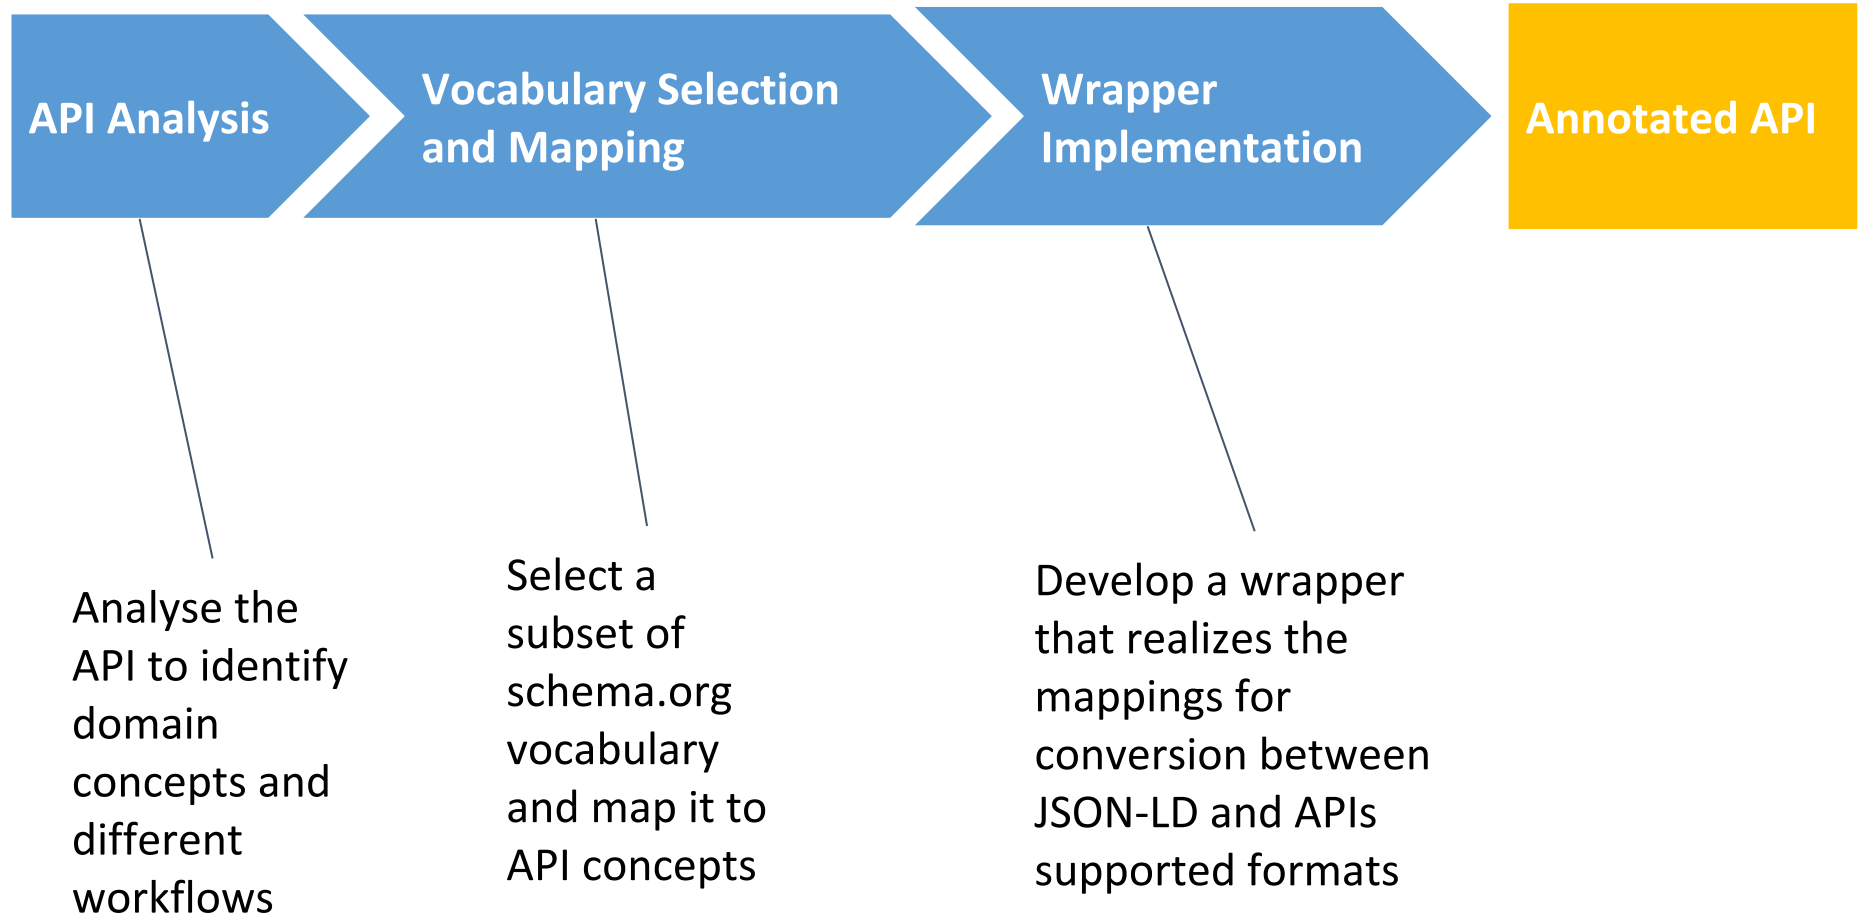 API Analysis
Vocabulary Selection
and Mapping
Wrapper
Implementation
Annotated API
Analyse the
API to identify
domain
concepts and
different
workflows
Select a
subset of
schema.org
vocabulary
and map it to
API concepts
Develop a wrapper
that realizes the
mappings for
conversion between
JSON-LD and APIs
supported formats